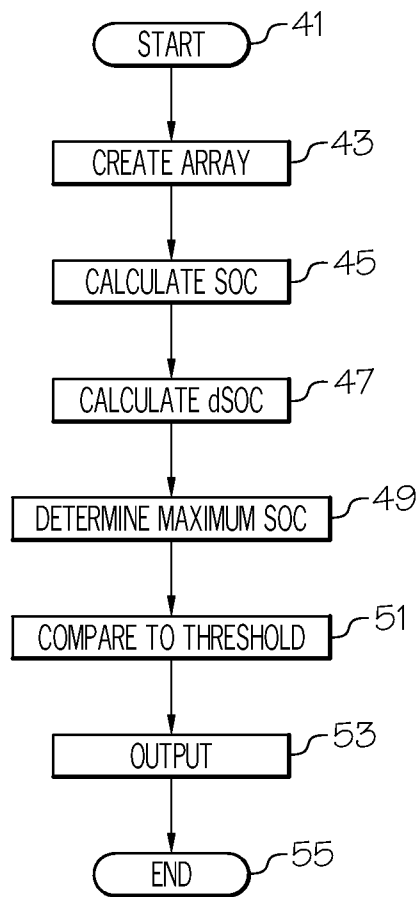 START 41
CREATE ARRAY 43
CALCULATE SOC 45
CALCULATE dSOC 47
DETERMINE MAXIMUM SOC 49
COMPARE TO THRESHOLD 51
OUTPUT 53
END 55